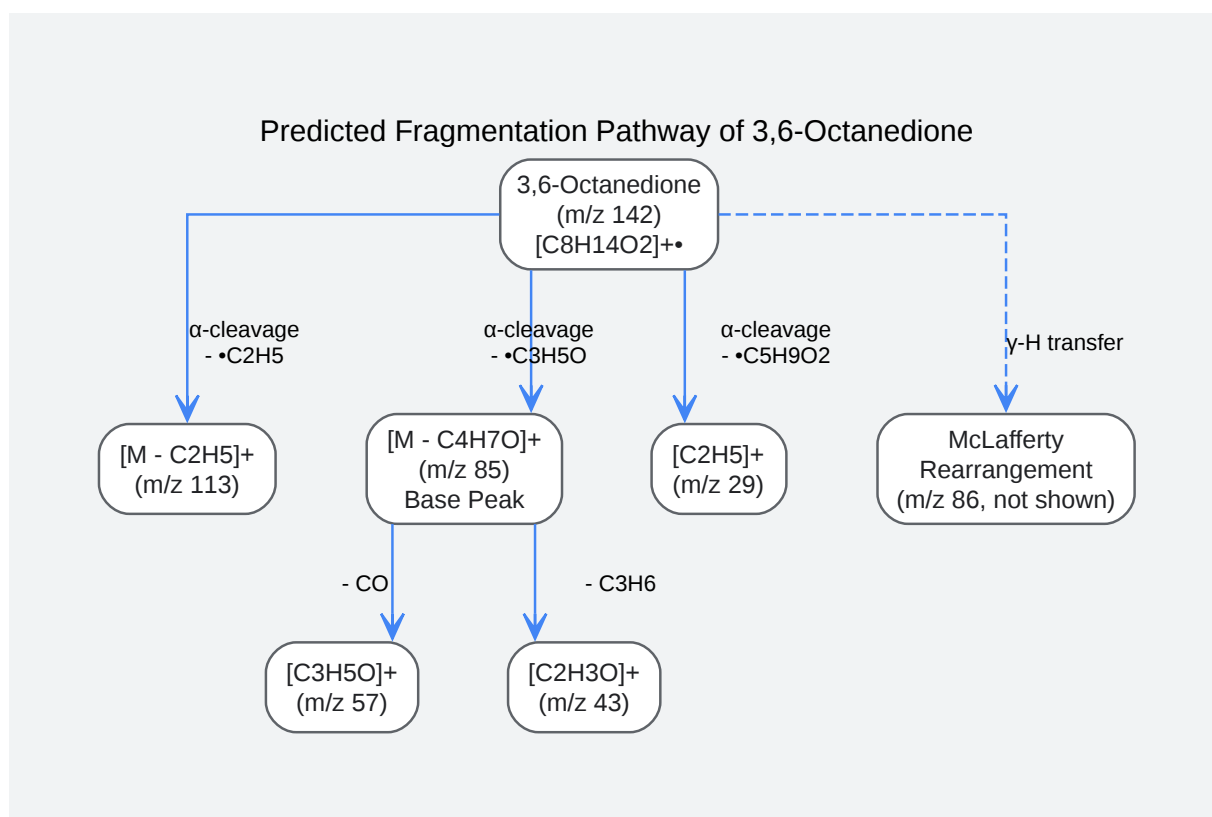 Predicted Fragmentation Pathway of 3,6-Octanedione
3,6-Octanedione
(m/z 142)
[C8H14O2]+•
α-cleavage
- •C2H5
α-cleavage
- •C3H5O
α-cleavage
- •C5H9O2
γ-H transfer
[M - C2H5]+
(m/z 113)
[M - C4H7O]+
(m/z 85)
Base Peak
[C2H5]+
(m/z 29)
McLafferty
Rearrangement
(m/z 86, not shown)
- CO
- C3H6
[C3H5O]+
(m/z 57)
[C2H3O]+
(m/z 43)